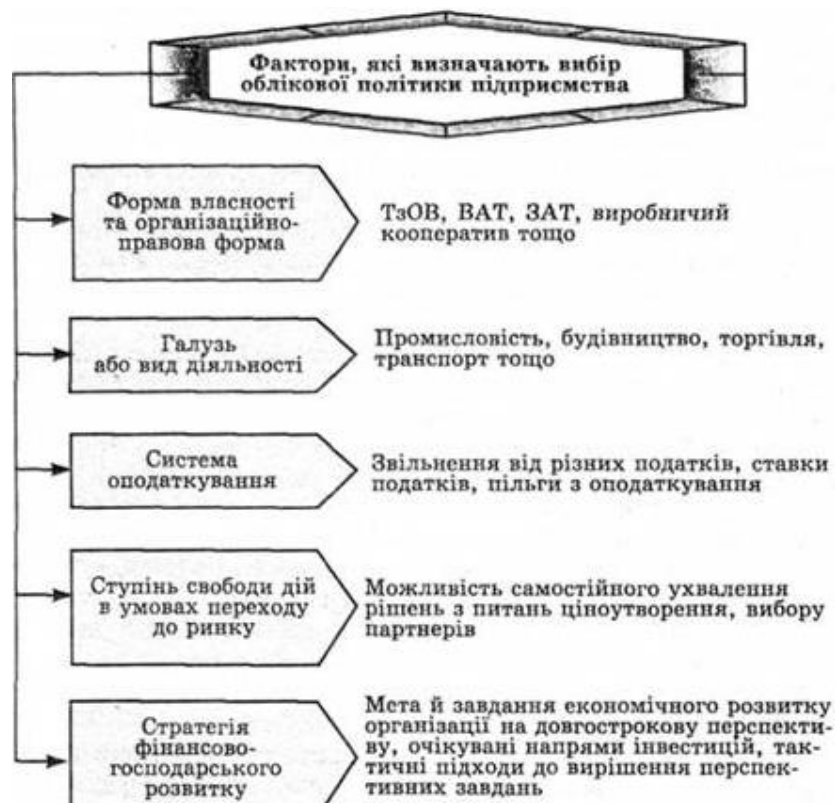 Фактори, які визначають вибір
облікової політики підприємства
Форма власності
та організаційно-
правова форма
ТзОВ, ВАТ, ЗАТ, виробничий
кооператив тощо
Галузь
або вид діяльності
Промисловість, будівництво, торгівля,
транспорт тощо
Система
оподаткування
Звільнення від різних податків, ставки
податків, пільги з оподаткування
Ступінь свободи дій
в умовах переходу
до ринку
Можливість самостійного ухвалення
рішень з питань ціноутворення, вибору
партнерів
Стратегія
фінансово-
господарського
розвитку
Мета й завдання економічного розвитку
організації на довгострокову перспекти-
ву, очікувані напрями інвестицій, так-
тичні підходи до вирішення перспек-
тивних завдань